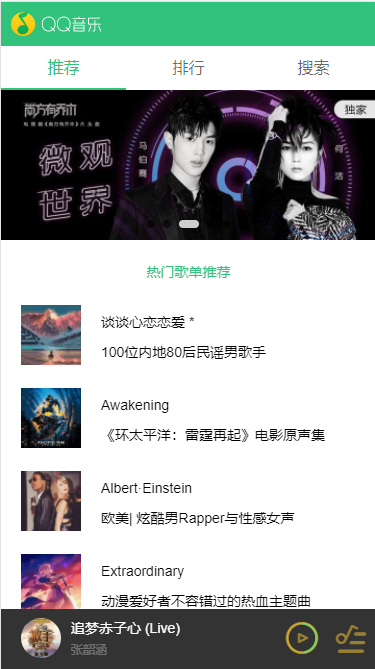 QQ音乐
推荐
排行
搜索
南方有乔木
独家
微观
世界
马伯骞
何洁
热门歌单推荐
谈谈心恋恋爱 *
100位内地80后民谣男歌手
Awakening
《环太平洋：雷霆再起》电影原声集
Albert·Einstein
欧美| 炫酷男Rapper与性感女声
Extraordinary
动漫爱好者不容错过的热血主题曲
追梦赤子心 (Live)
张韶涵